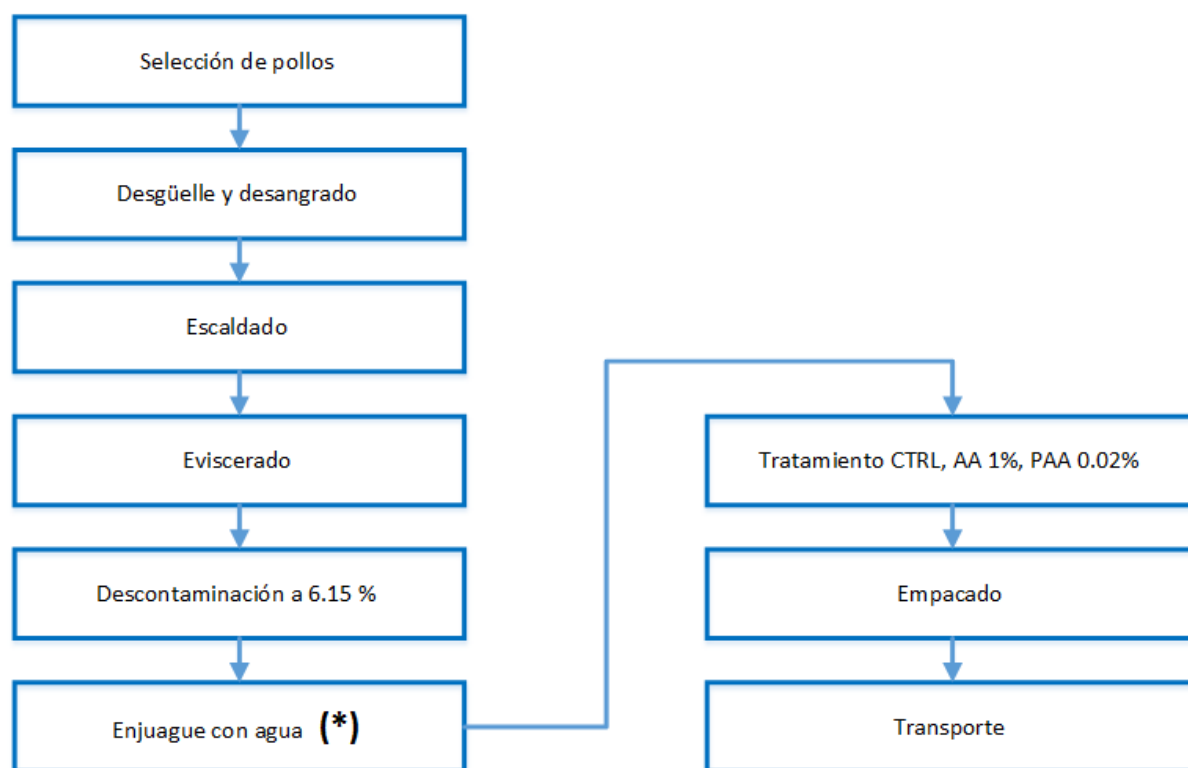 Selección de pollos
Desgüelle y desangrado
Escaldado
Eviscerado
Descontaminación a 6.15 %
Enjuague con agua (*)
Tratamiento CTRL, AA 1%, PAA 0.02%
Empacado
Transporte